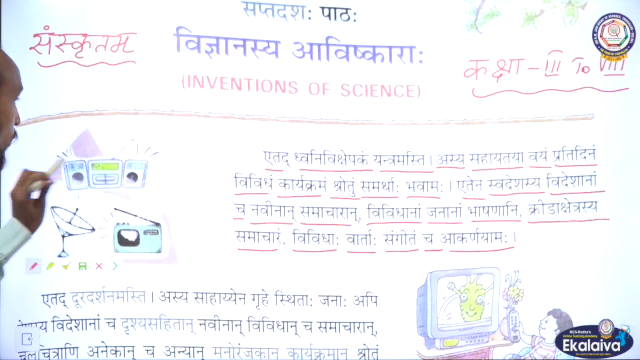 सप्तदशः पाठः
संस्कृतम
विज्ञानस्य आविष्काराः
(INVENTIONS OF SCIENCE)
कक्षा - III To VIII
एतद् ध्वनिविक्षेपकं यन्त्रमस्ति। अस्य सहायतया वयं प्रतिदिनं
विविधं कार्यक्रमं श्रोतुं समर्थाः भवामः। एतेन स्वदेशस्य विदेशानां
च नवीनान् समाचारान्, विविधानां जनानां भाषणानि, क्रीडाक्षेत्रस्य
समाचारं, विविधाः वार्ताः संगीतं च आकर्णयामः।
एतद् दूरदर्शनमस्ति। अस्य साहाय्येन गृहे स्थिताः जनाः अपि
विदेशानां च दृश्यसहितान् नवीनान् विविधान् च समाचारान्,
चलचित्राणि अनेकान् च अन्यान् मनोरंजकान् कार्यक्रमान् श्रोतुं
Ekalaiva